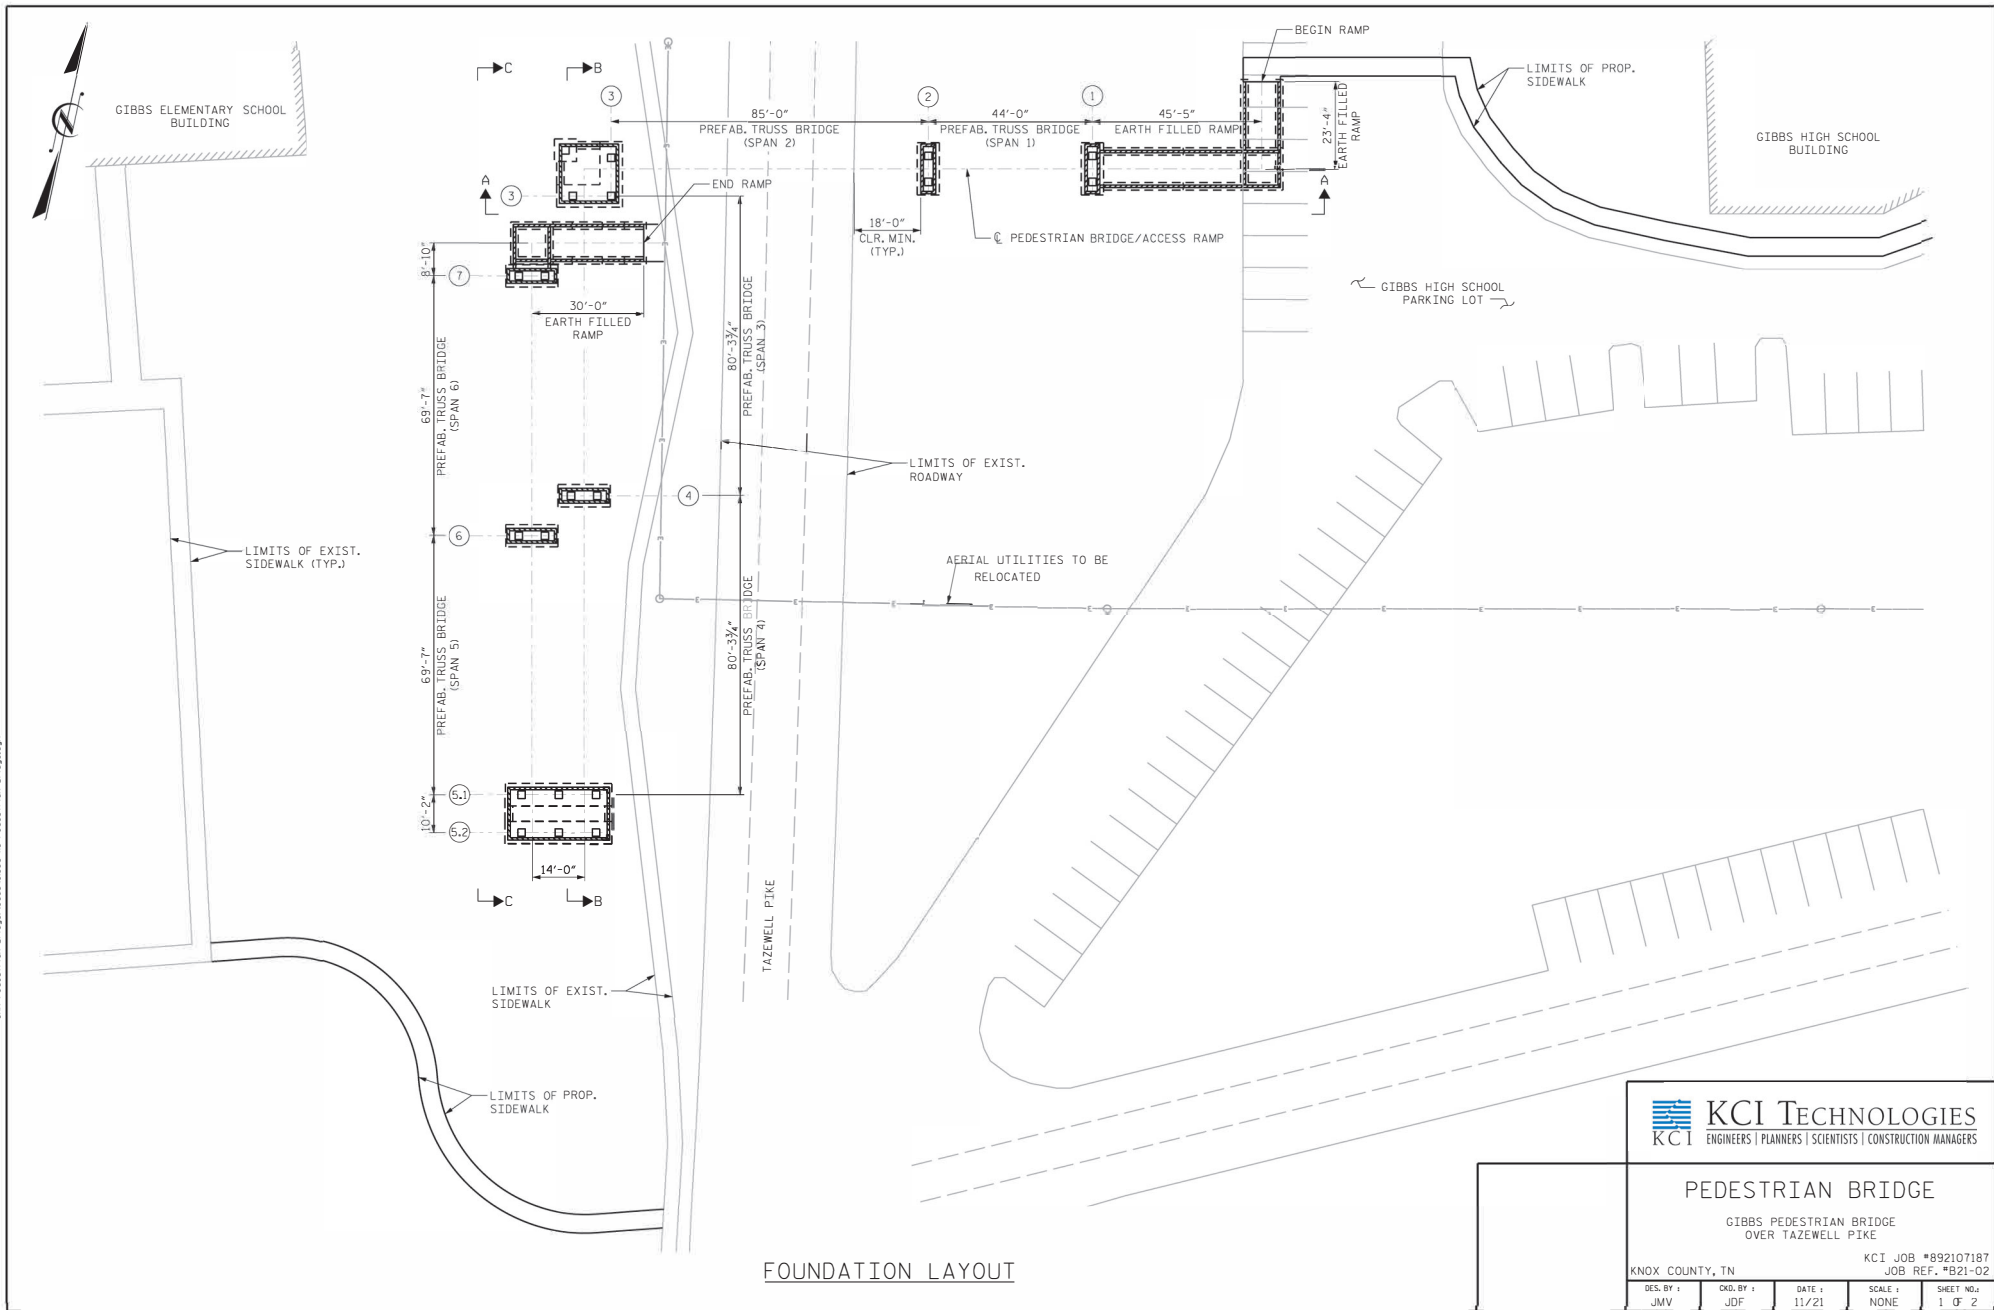 BEGIN RAMP
LIMITS OF PROP.
SIDEWALK
C
B
3
2
1
GIBBS ELEMENTARY SCHOOL
BUILDING
N
85'-0"
PREFAB. TRUSS BRIDGE
(SPAN 2)
44'-0"
PREFAB. TRUSS BRIDGE
(SPAN 1)
45'-5"
EARTH FILLED RAMP
23'-4"
EARTH FILLED
RAMP
GIBBS HIGH SCHOOL
BUILDING
A
3
END RAMP
A
18'-0"
CLR. MIN.
(TYP.)
℄ PEDESTRIAN BRIDGE/ACCESS RAMP
8'-10"
7
30'-0"
EARTH FILLED
RAMP
GIBBS HIGH SCHOOL
PARKING LOT
69'-7"
PREFAB. TRUSS BRIDGE
(SPAN 6)
80'-3¾"
PREFAB. TRUSS BRIDGE
(SPAN 3)
LIMITS OF EXIST.
ROADWAY
4
6
LIMITS OF EXIST.
SIDEWALK (TYP.)
AERIAL UTILITIES TO BE
RELOCATED
E E E E E E E E E E E E E
69'-7"
PREFAB. TRUSS BRIDGE
(SPAN 5)
80'-3¾"
PREFAB. TRUSS BRIDGE
(SPAN 4)
5.1
10'-2"
5.2
14'-0"
C
B
TAZEWELL PIKE
LIMITS OF EXIST.
SIDEWALK
LIMITS OF PROP.
SIDEWALK
FOUNDATION LAYOUT
KCI
KCI TECHNOLOGIES
ENGINEERS | PLANNERS | SCIENTISTS | CONSTRUCTION MANAGERS
PEDESTRIAN BRIDGE
GIBBS PEDESTRIAN BRIDGE
OVER TAZEWELL PIKE
KCI JOB #892107187
KNOX COUNTY, TN
JOB REF. #B21-02
DES. BY : JMV
CKD. BY : JDF
DATE : 11/21
SCALE : NONE
SHEET NO.: 1 OF 2